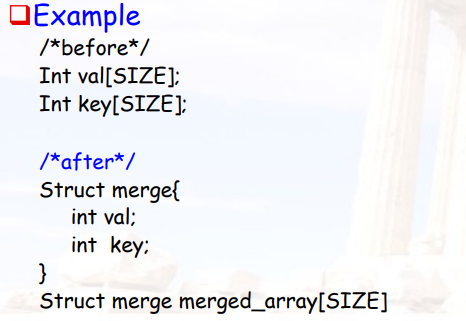 Example
/*before*/
Int val[SIZE];
Int key[SIZE];
/*after*/
Struct merge{
int val;
int key;
}
Struct merge merged_array[SIZE]